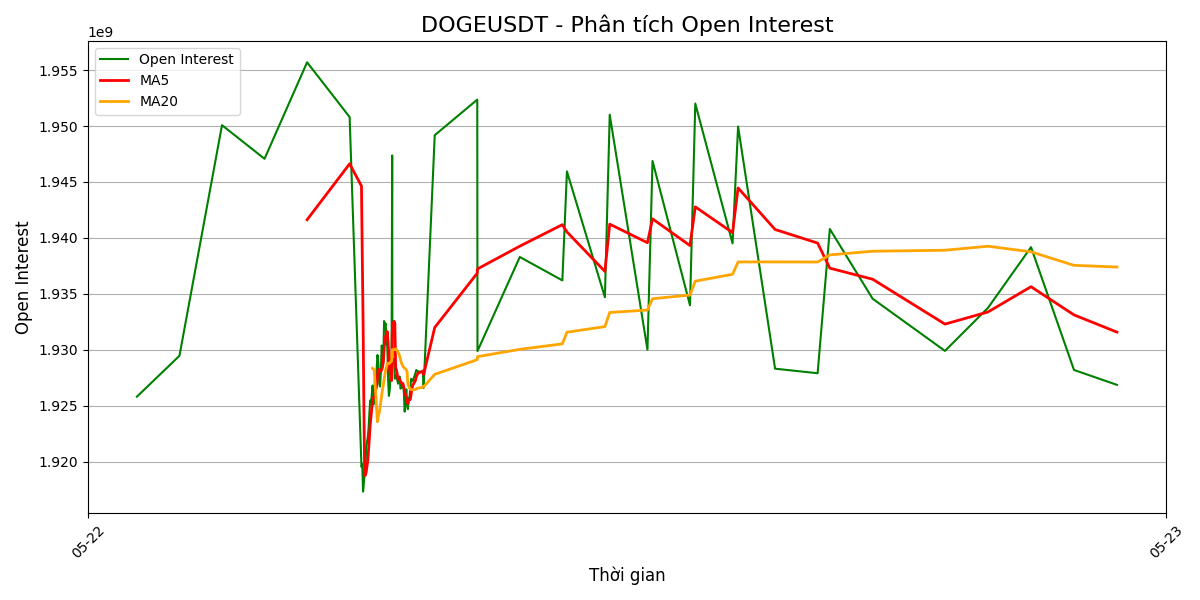 DOGEUSDT - Phân tích Open Interest
1e9
Open Interest
MA5
MA20
1.955
1.950
1.945
1.940
1.935
1.930
1.925
1.920
Open Interest
05-22
05-23
Thời gian